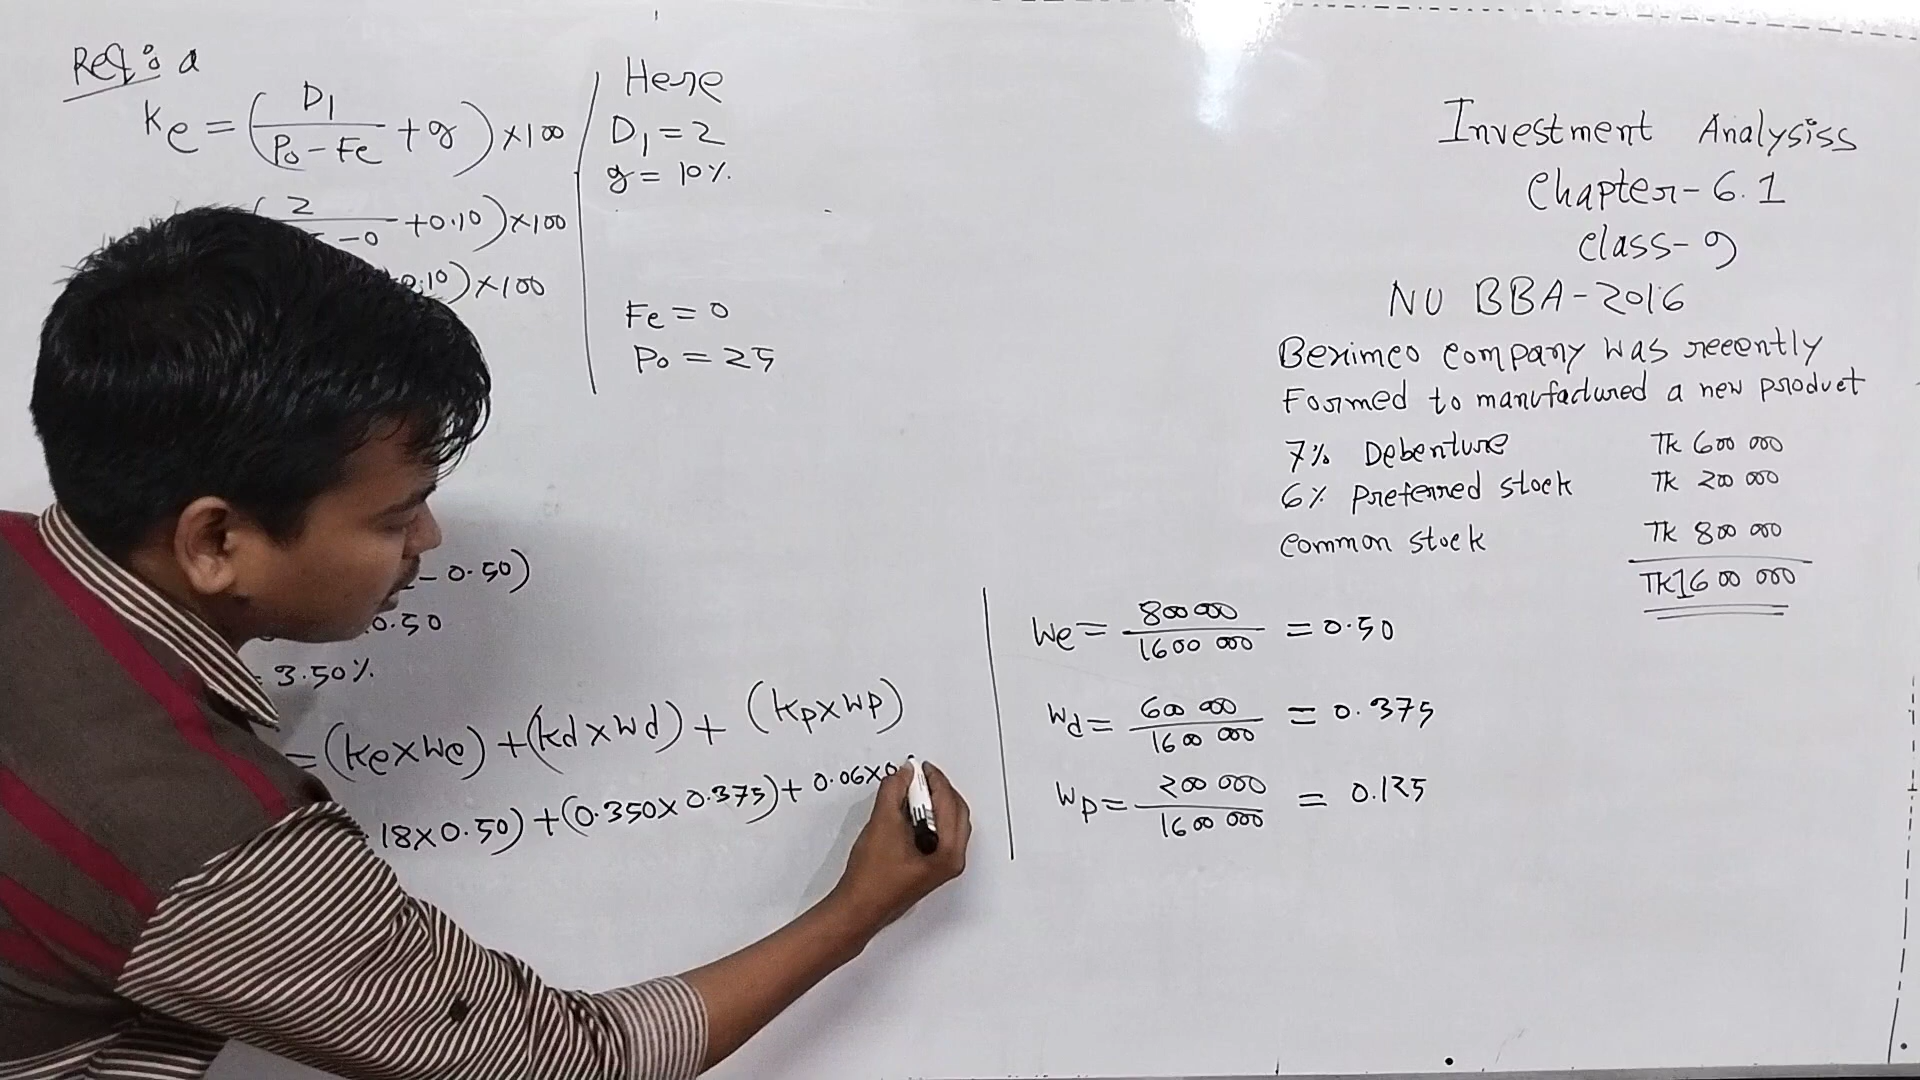 Req: a
ke = (D1 / P0 - Fe + g) × 100
2 / -0 + 0.10) × 100
0.10) × 100
Here
D1 = 2
g = 10%.
Fe = 0
P0 = 25
- 0.50)
0.50
= 3.50%.
= (ke×We) + (kd×Wd) + (kp×Wp)
.18×0.50) + (0.350×0.375) + 0.06×0.
Investment Analysiss
Chapter-6.1
Class-9
NU BBA-2016
Beximco company was recently
Formed to manufactured a new product
7% Debenture Tk 600 000
6% Preferred stock Tk 200 000
Common stock Tk 800 000
Tk 1600 000
We = 800 000 / 1600 000 = 0.50
Wd = 600 000 / 1600 000 = 0.375
Wp = 200 000 / 1600 000 = 0.125